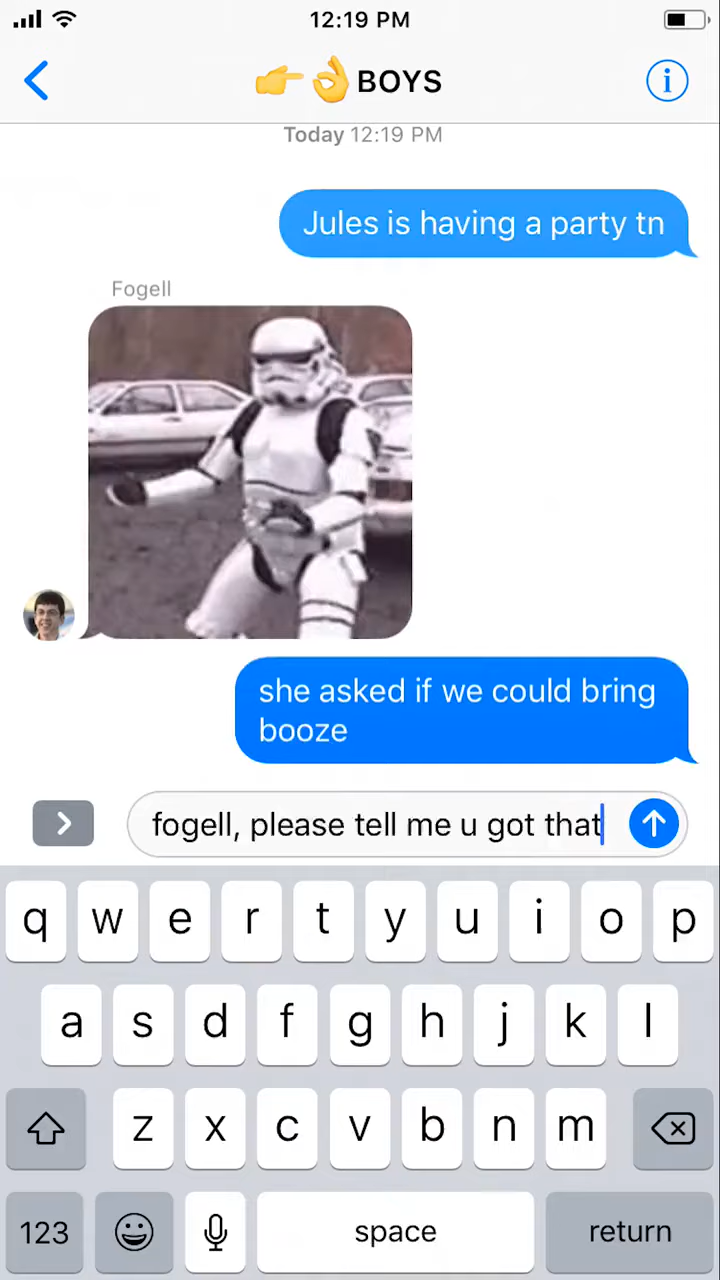 12:19 PM
👉👌BOYS
Today 12:19 PM
Jules is having a party tn
Fogell
she asked if we could bring
booze
fogell, please tell me u got that
q w e r t y u i o p
a s d f g h j k l
z x c v b n m
123 space return